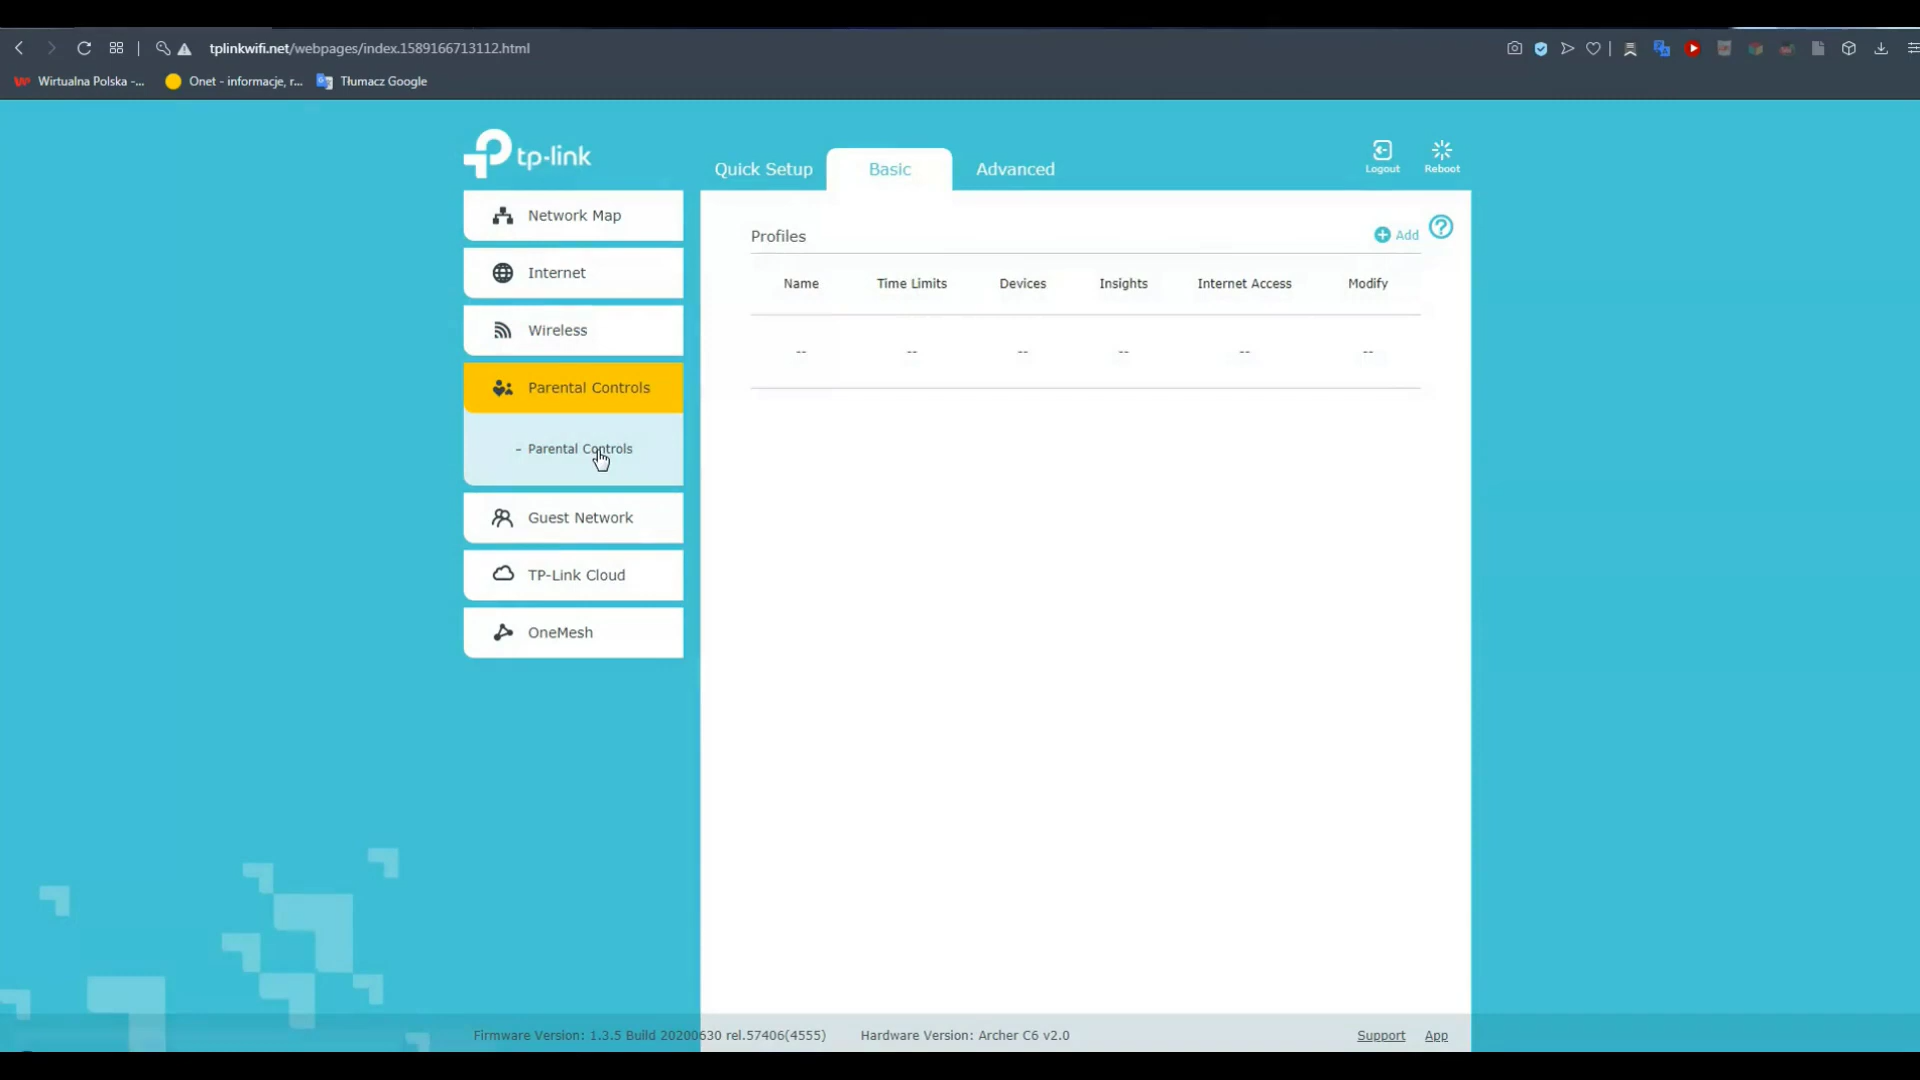 tplinkwifi.net/webpages/index.1589166713112.html
Wirtualna Polska -... Onet - informacje, r... Tłumacz Google
tp-link
Quick Setup Basic Advanced Logout Reboot
Network Map
Internet
Wireless
Parental Controls
- Parental Controls
Guest Network
TP-Link Cloud
OneMesh
Profiles Add
Name Time Limits Devices Insights Internet Access Modify
-- -- -- -- -- --
Firmware Version: 1.3.5 Build 20200630 rel.57406(4555) Hardware Version: Archer C6 v2.0 Support App